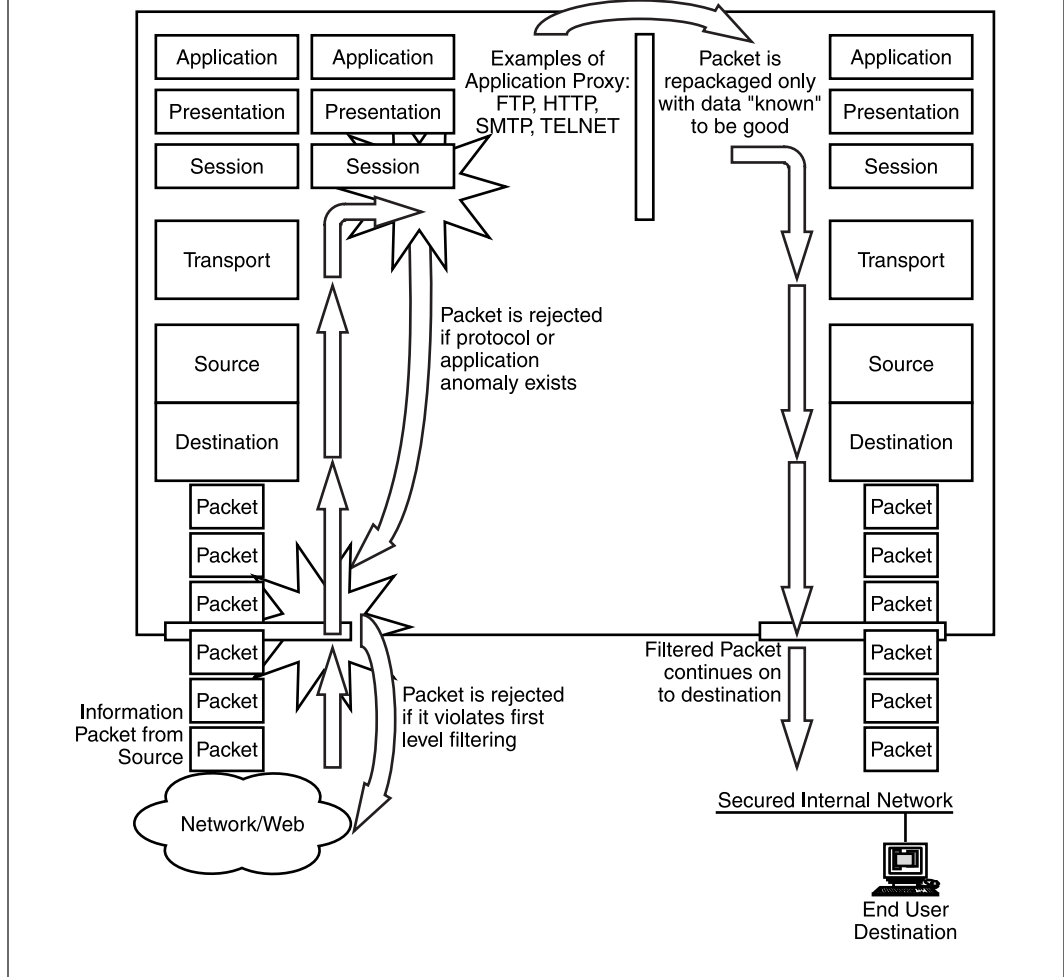 Application
Application
Examples of
Application Proxy:
FTP, HTTP,
SMTP, TELNET
Packet is
repackaged only
with data "known"
to be good
Application
Presentation
Presentation
Presentation
Session
Session
Session
Transport
Transport
Packet is rejected
if protocol or
application
anomaly exists
Source
Source
Destination
Destination
Packet
Packet
Packet
Packet
Packet
Packet
Packet
Packet
Packet
Packet
Packet
Packet
Information
Packet from
Source
Packet is rejected
if it violates first
level filtering
Filtered Packet
continues on
to destination
Network/Web
Secured Internal Network
End User
Destination